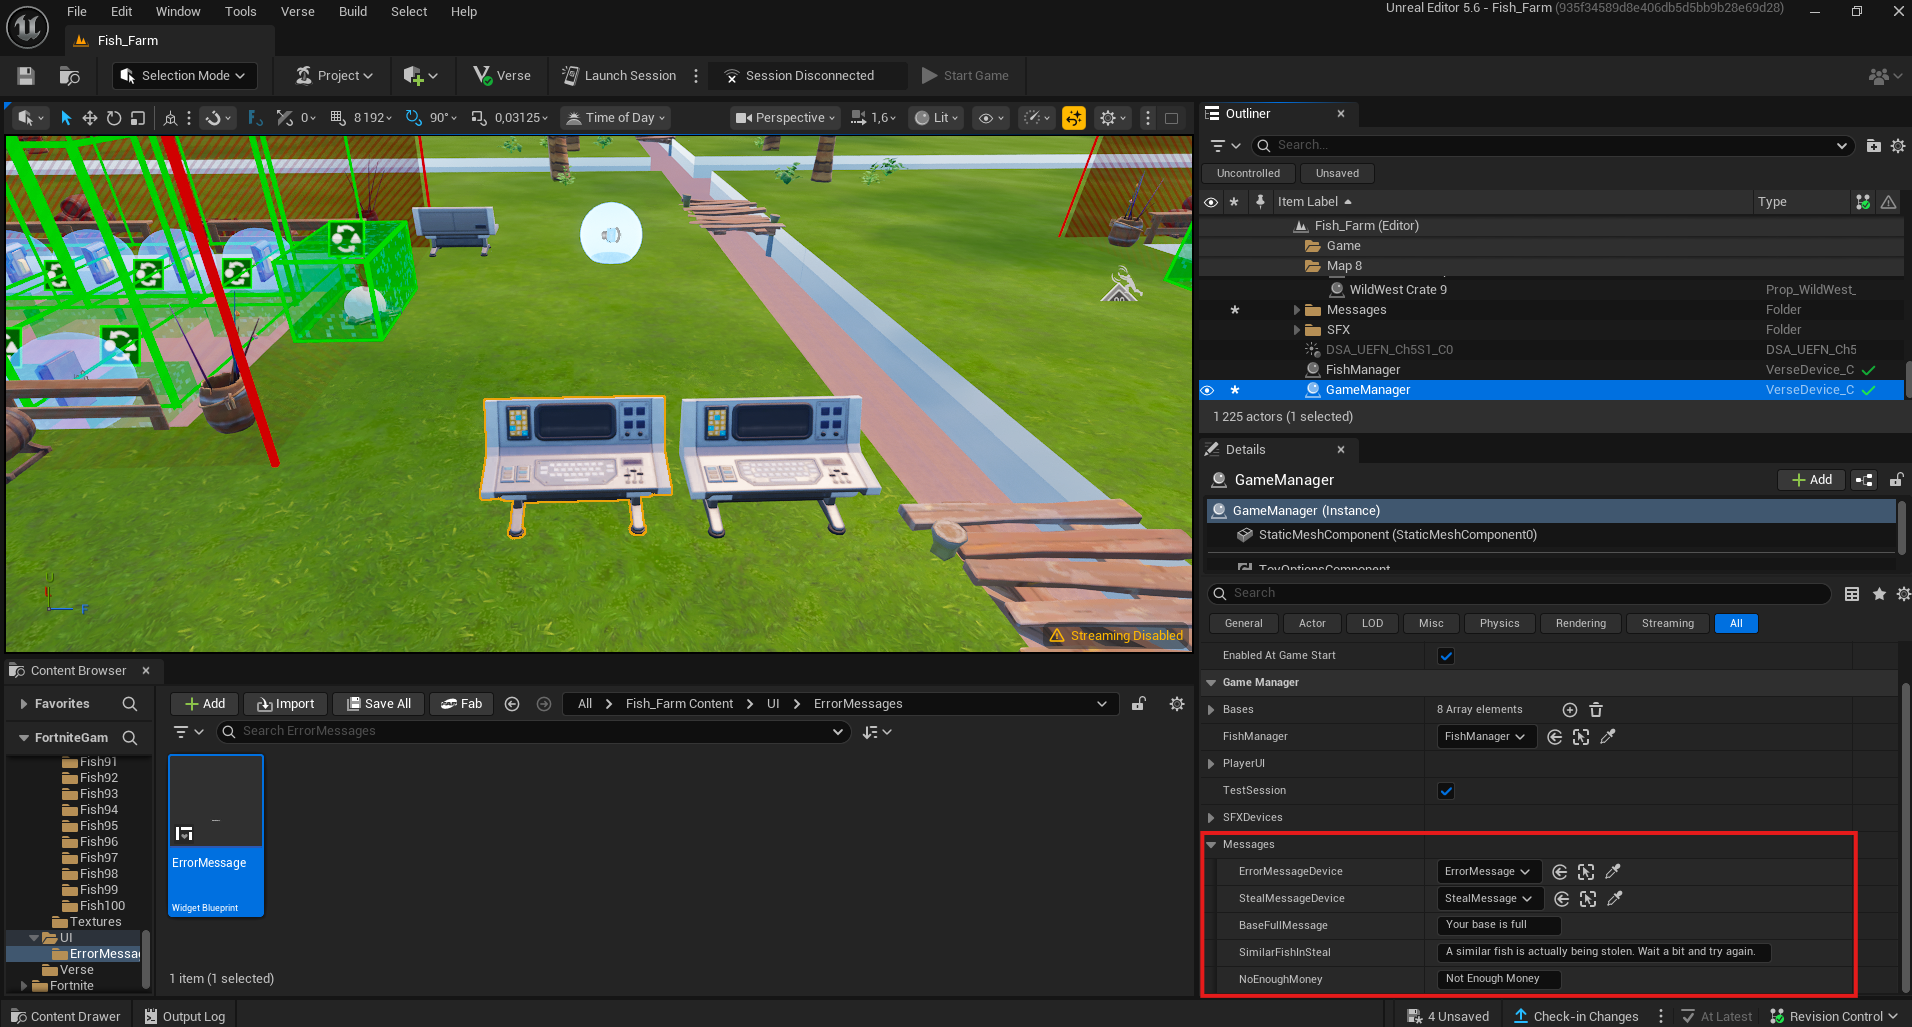 File Edit Window Tools Verse Build Select Help
Unreal Editor 5.6 - Fish_Farm (935f34589d8e406db5d5bb9b28e69d28)
Fish_Farm
Selection Mode Project Verse Launch Session Session Disconnected Start Game
0 8 192 90° 0,03125 Time of Day Perspective 1,6 Lit
Streaming Disabled
Outliner
Search...
Uncontrolled Unsaved
Item Label Type
Fish_Farm (Editor)
Game
Map 8
WildWest Crate 9 Prop_WildWest_
Messages Folder
SFX Folder
DSA_UEFN_Ch5S1_C0 DSA_UEFN_Ch5
FishManager VerseDevice_C
GameManager VerseDevice_C
1 225 actors (1 selected)
Details
GameManager Add
GameManager (Instance)
StaticMeshComponent (StaticMeshComponent0)
ToyOptionsComponent
Search
General Actor LOD Misc Physics Rendering Streaming All
Enabled At Game Start
Game Manager
Bases 8 Array elements
FishManager FishManager
PlayerUI
TestSession
SFXDevices
Messages
ErrorMessageDevice ErrorMessage
StealMessageDevice StealMessage
BaseFullMessage Your base is full
SimilarFishInSteal A similar fish is actually being stolen. Wait a bit and try again.
NoEnoughMoney Not Enough Money
Content Browser
Favorites
FortniteGam
Fish91
Fish92
Fish93
Fish94
Fish95
Fish96
Fish97
Fish98
Fish99
Fish100
Textures
UI
ErrorMessa
Verse
Fortnite
Add Import Save All Fab All Fish_Farm Content UI ErrorMessages
Search ErrorMessages
ErrorMessage
Widget Blueprint
1 item (1 selected)
Content Drawer Output Log 4 Unsaved Check-in Changes At Latest Revision Control